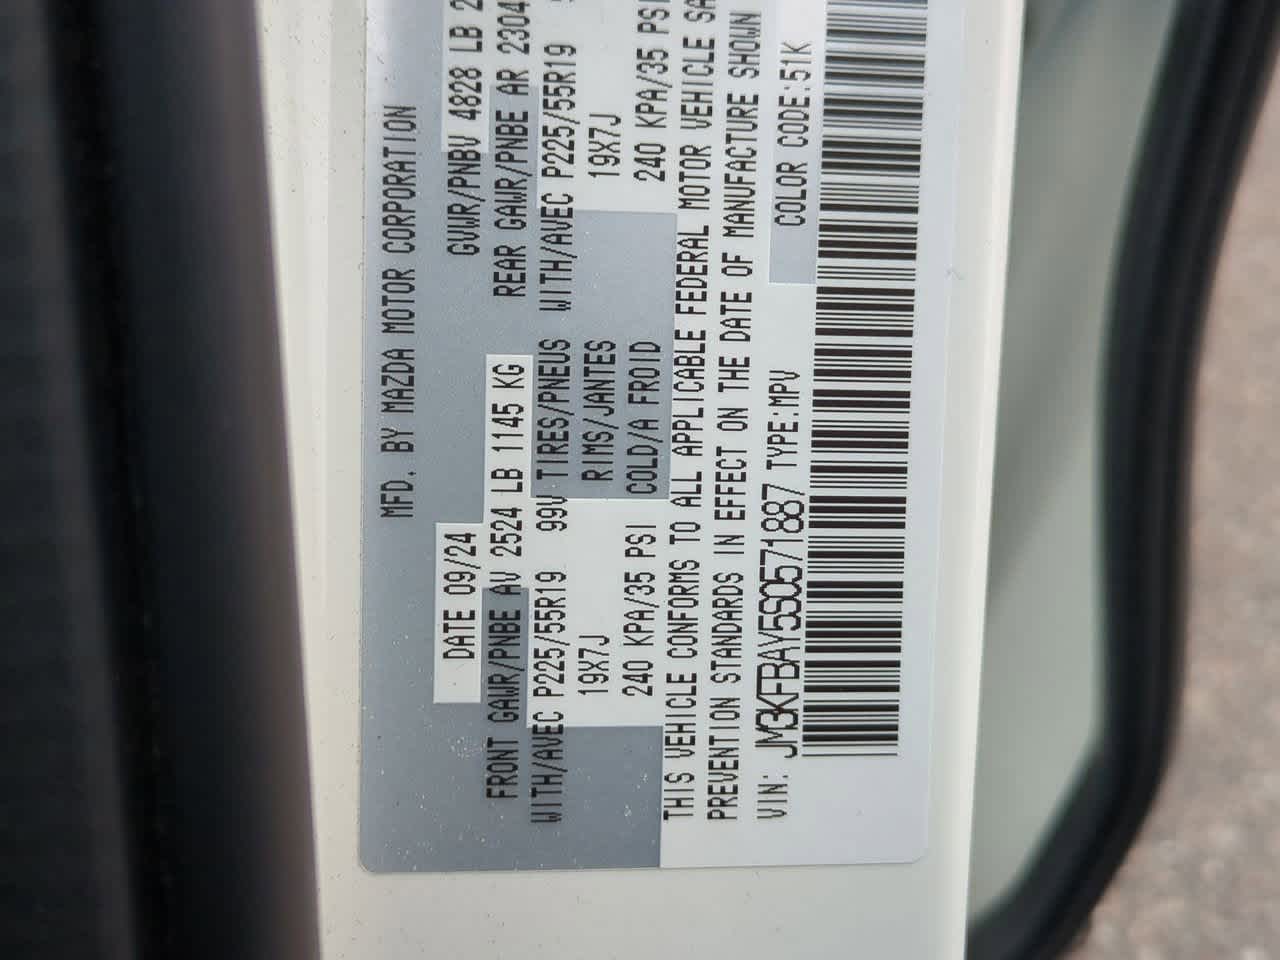 MFD. BY MAZDA MOTOR CORPORATION
DATE 09/24 GVWR/PNBV 4828 LB
FRONT GAWR/PNBE AV 2524 LB 1145 KG REAR GAWR/PNBE AR 2304
WITH/AVEC P225/55R19 99V TIRES/PNEUS WITH/AVEC P225/55R19
19X7J RIMS/JANTES 19X7J
240 KPA/35 PSI COLD/A FROID 240 KPA/35 PSI
THIS VEHICLE CONFORMS TO ALL APPLICABLE FEDERAL MOTOR VEHICLE
PREVENTION STANDARDS IN EFFECT ON THE DATE OF MANUFACTURE SHOWN
VIN: JM3KFBAY5S0571887 TYPE:MPV COLOR CODE:51K